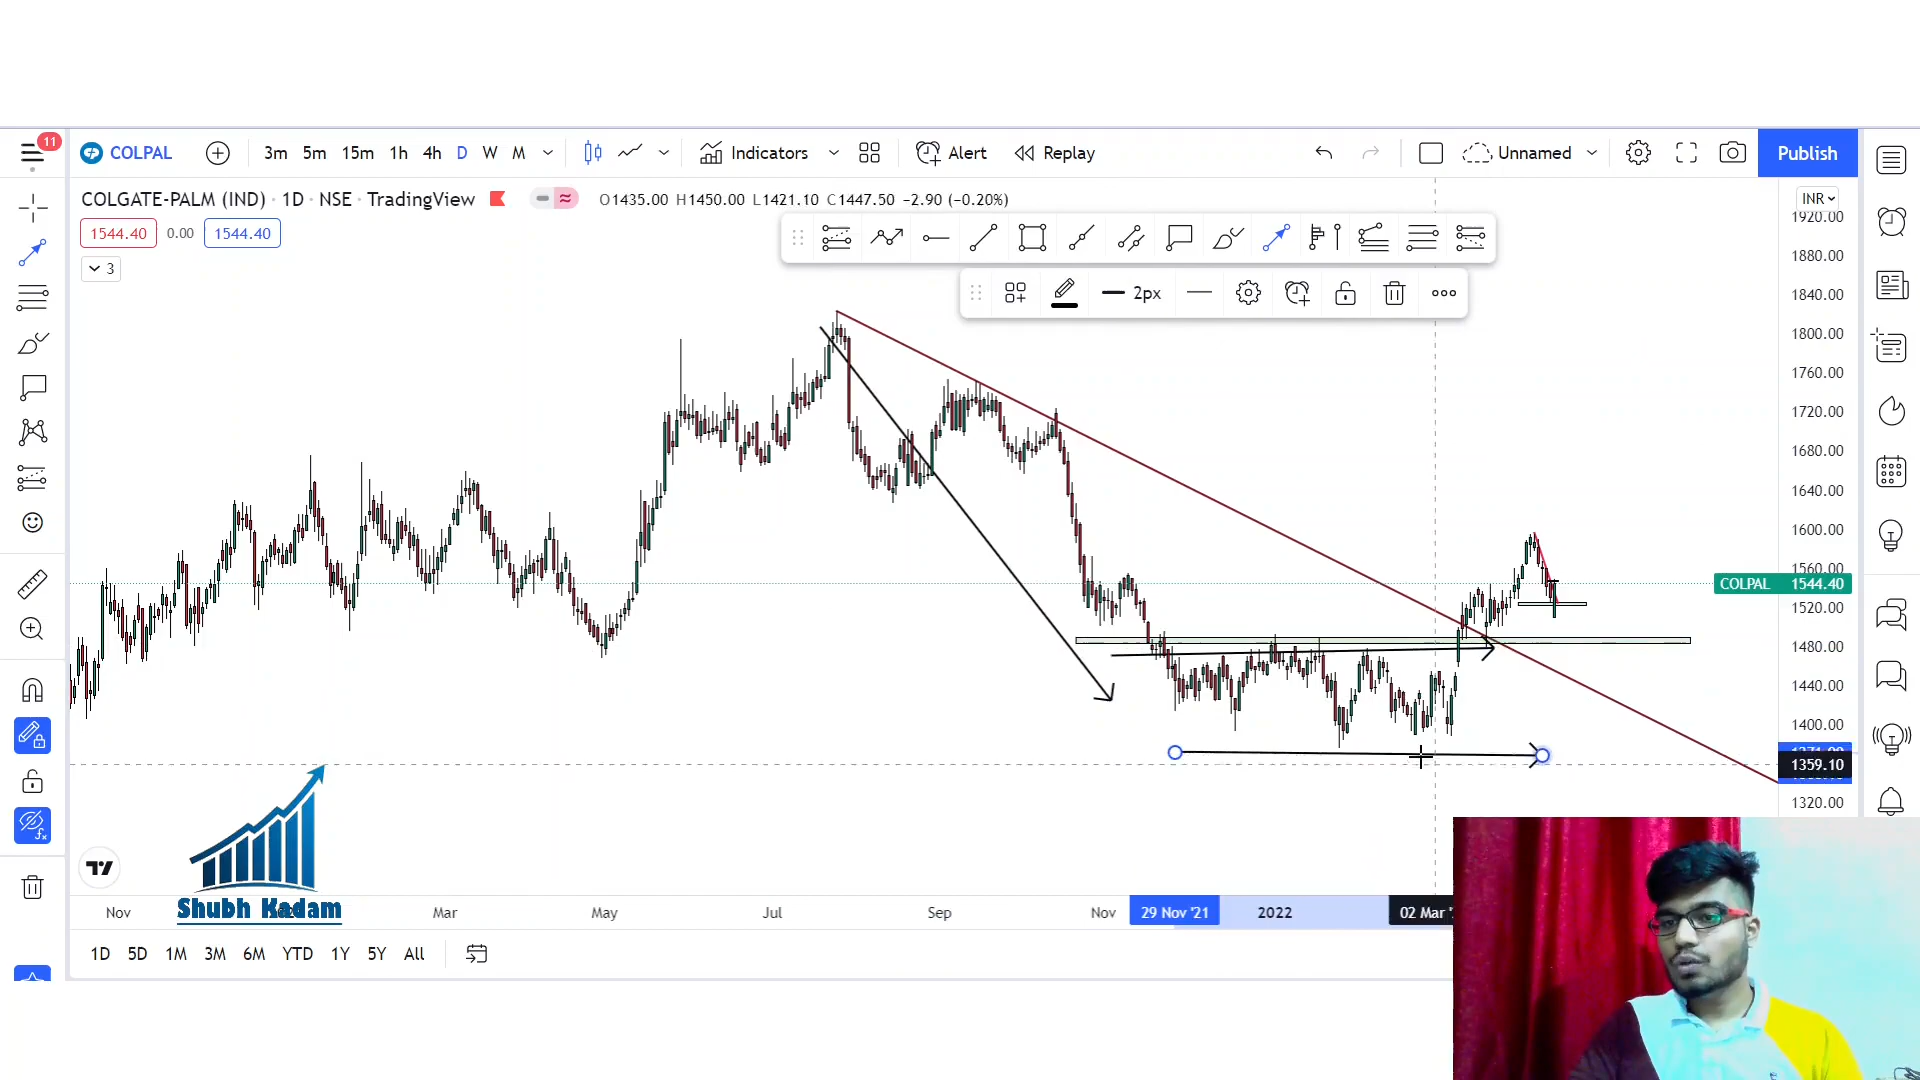 11
COLPAL
3m 5m 15m 1h 4h D W M
Indicators
Alert
Replay
Unnamed
Publish
COLGATE-PALM (IND) · 1D · NSE · TradingView
O1435.00 H1450.00 L1421.10 C1447.50 −2.90 (−0.20%)
INR
1544.40 0.00 1544.40
3
2px
1920.00
1880.00
1840.00
1800.00
1760.00
1720.00
1680.00
1640.00
1600.00
1560.00
COLPAL 1544.40
1520.00
1480.00
1440.00
1400.00
1359.10
1320.00
Shubh Kadam
Nov Mar May Jul Sep Nov 29 Nov '21 2022 02 Mar '
1D 5D 1M 3M 6M YTD 1Y 5Y All